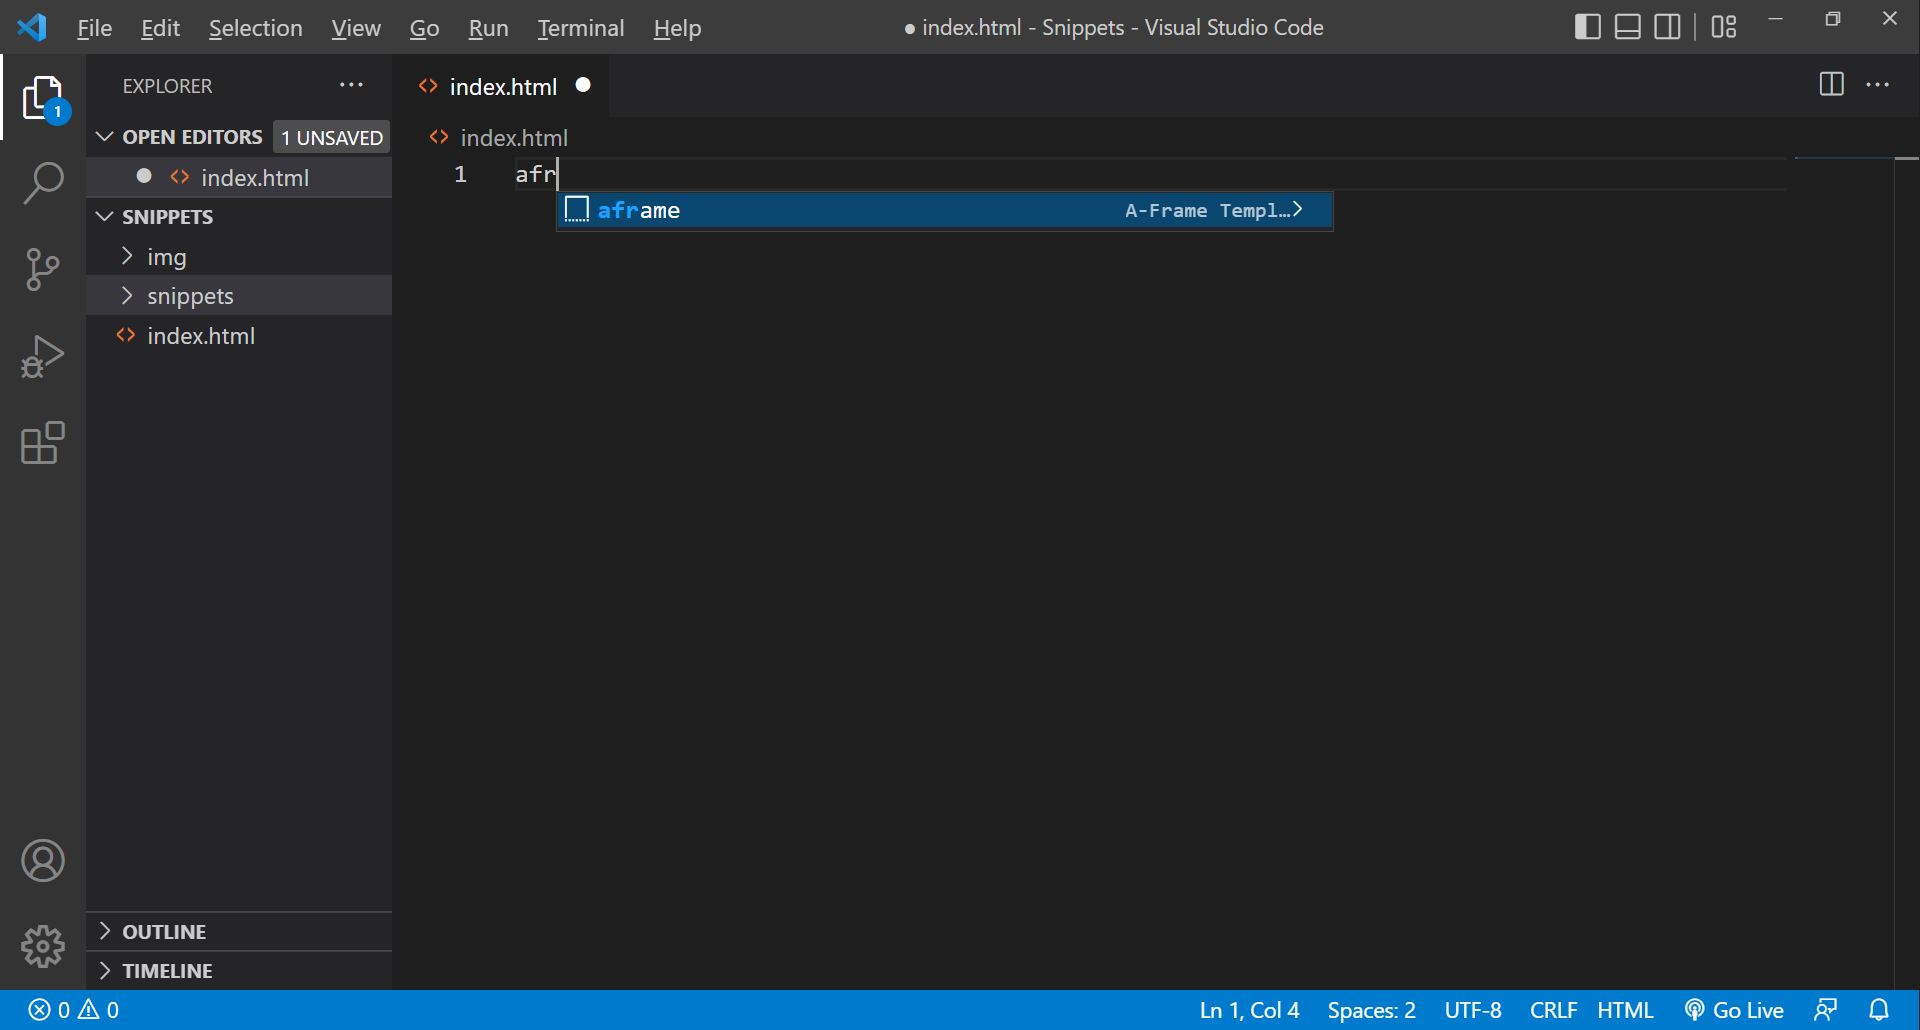 File Edit Selection View Go Run Terminal Help
● index.html - Snippets - Visual Studio Code
EXPLORER
1
OPEN EDITORS 1 UNSAVED
index.html
SNIPPETS
img
snippets
index.html
OUTLINE
TIMELINE
index.html
index.html
1 afr
aframe A-Frame Templ…
0 0
Ln 1, Col 4 Spaces: 2 UTF-8 CRLF HTML Go Live